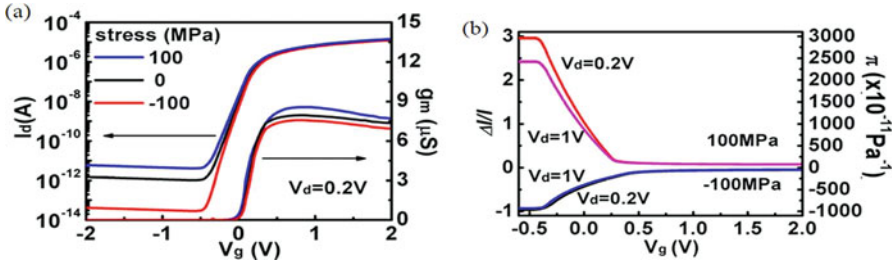 (a)
10⁻⁴
10⁻⁶
10⁻⁸
10⁻¹⁰
10⁻¹²
10⁻¹⁴
I_d(A)
stress (MPa)
100
0
-100
V_d=0.2V
15
12
9
6
3
0
g_m (μS)
-2 -1 0 1 2
V_g (V)
(b)
3
2
1
0
-1
ΔI/I
V_d=0.2V
V_d=1V
100MPa
V_d=1V
-100MPa
V_d=0.2V
3000
2500
2000
1500
1000
500
0
-500
-1000
π (x10⁻¹¹Pa⁻¹)
-0.5 0.0 0.5 1.0 1.5 2.0
V_g (V)